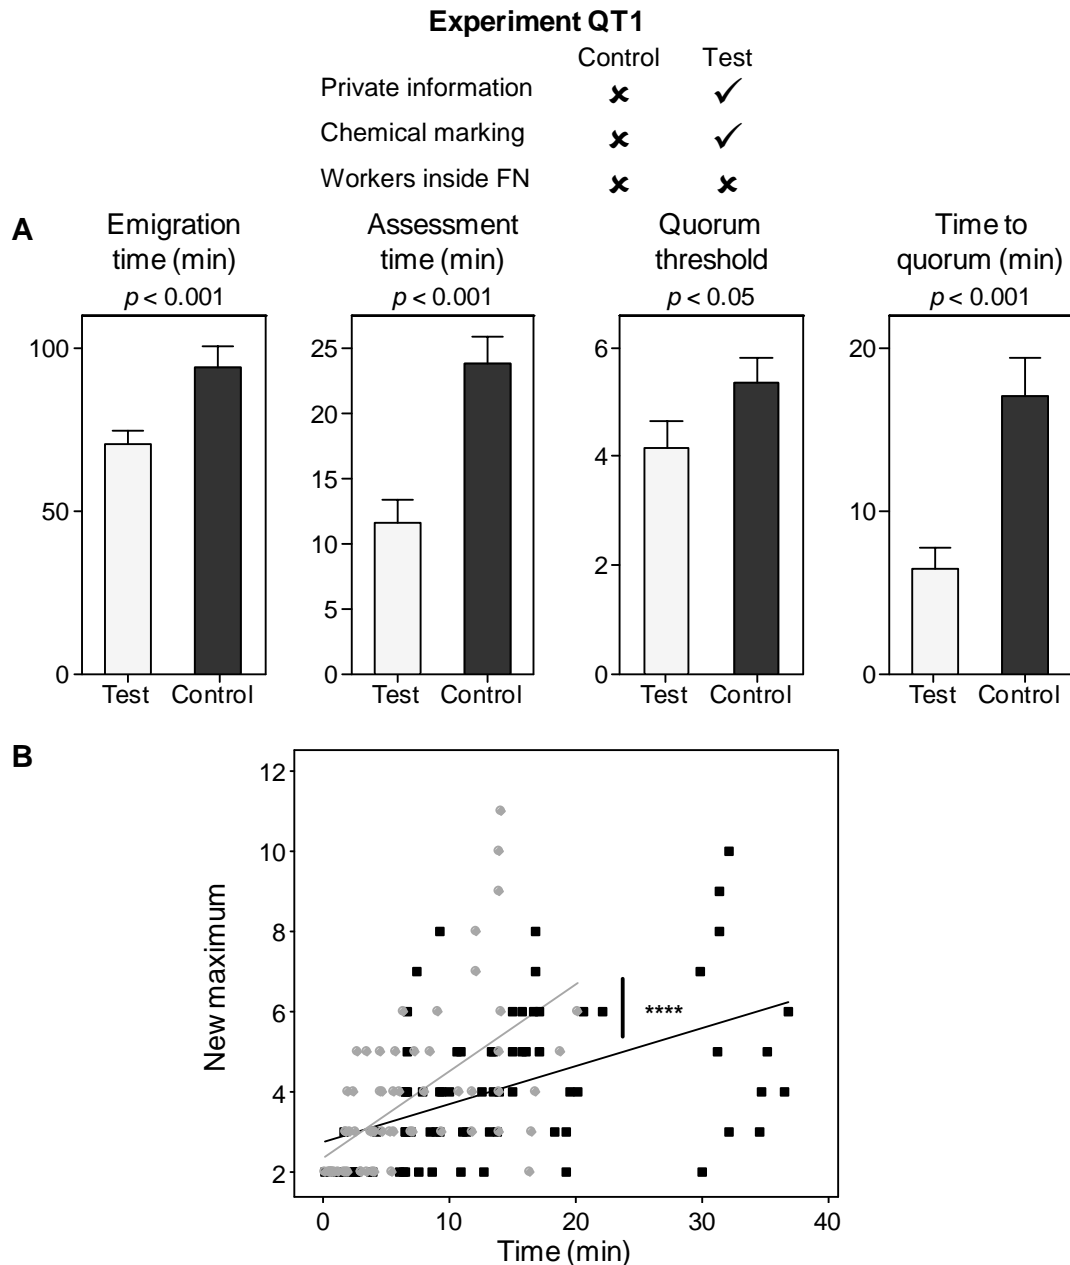 Experiment QT1
Control Test
Private information ✘ ✓
Chemical marking ✘ ✓
Workers inside FN ✘ ✘
A
Emigration time (min)
p < 0.001
100
50
0
Test Control
Assessment time (min)
p < 0.001
25
20
15
10
5
0
Test Control
Quorum threshold
p < 0.05
6
4
2
0
Test Control
Time to quorum (min)
p < 0.001
20
10
0
Test Control
B
New maximum
12
10
8
6
4
2
****
0 10 20 30 40
Time (min)